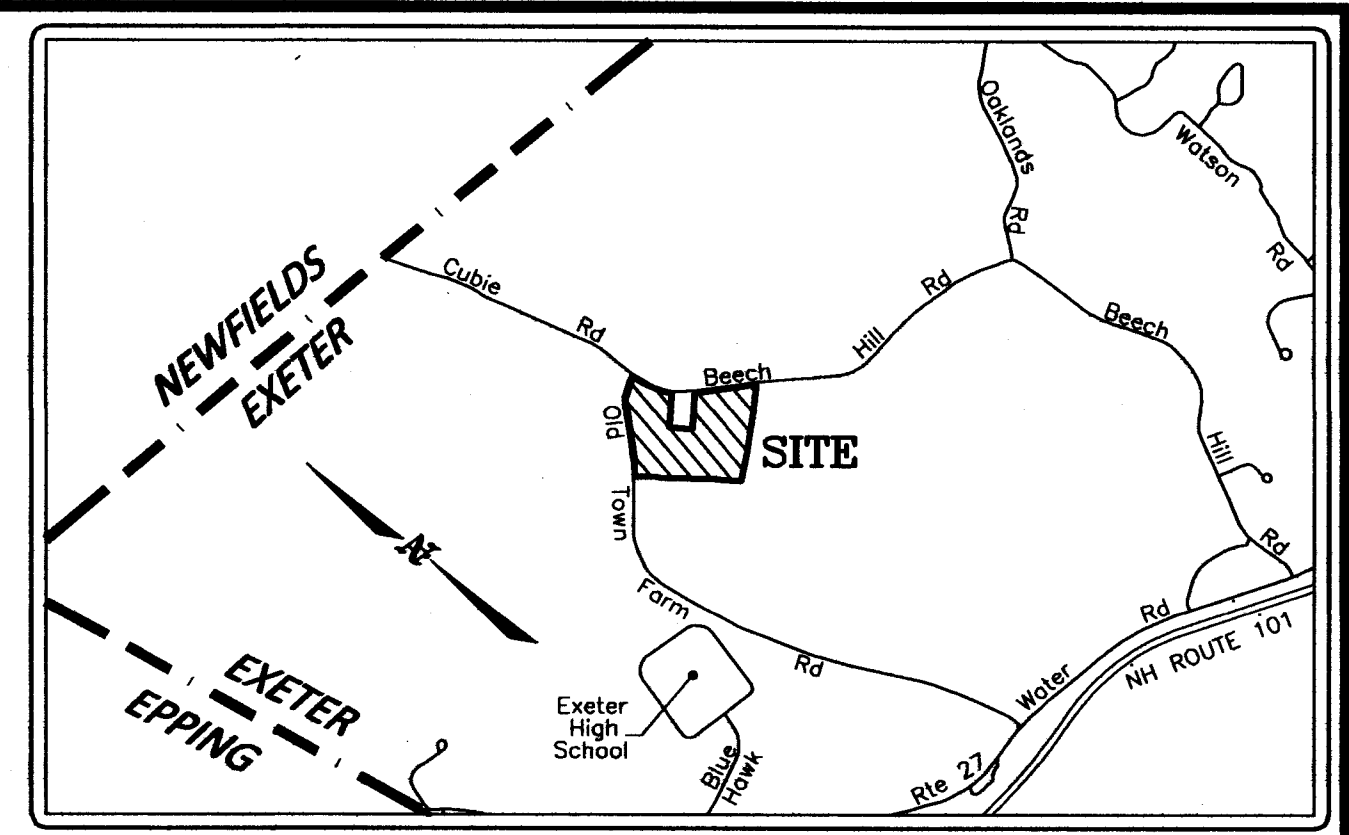 Oaklands
Rd
Watson
Rd
NEWFIELDS
EXETER
Cubie
Rd
Beech
Hill
Rd
Beech
Hill
Rd
SITE
Old
Town
Farm
Rd
N
EXETER
EPPING
Exeter
High
School
Blue
Hawk
Water
Rd
NH ROUTE 101
Rte 27